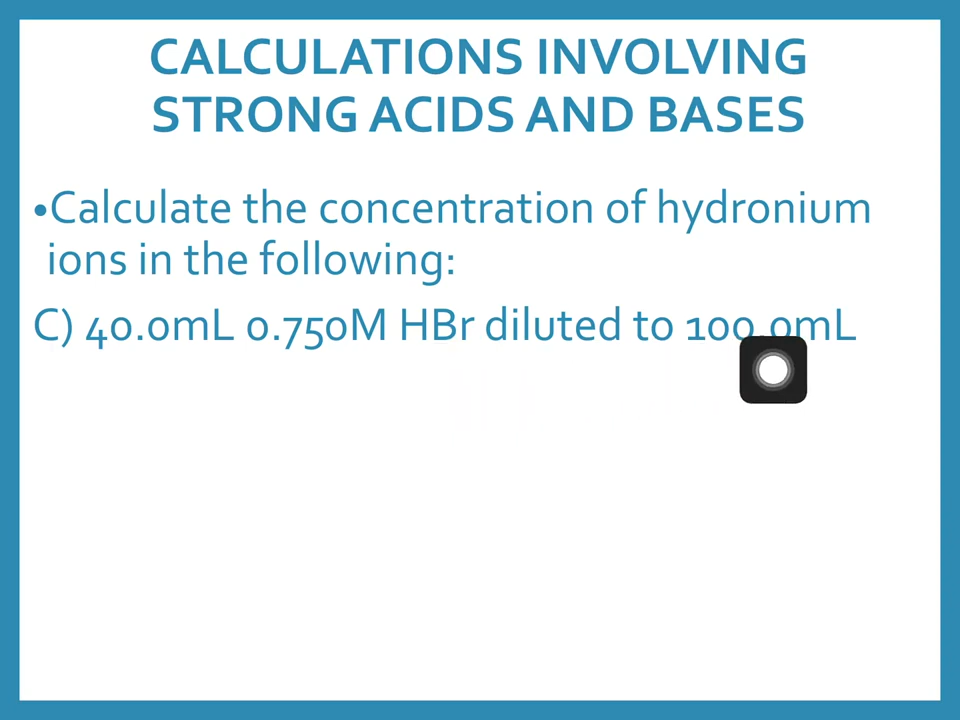 CALCULATIONS INVOLVING
STRONG ACIDS AND BASES
•Calculate the concentration of hydronium
ions in the following:
C) 40.0mL 0.750M HBr diluted to 100.0mL